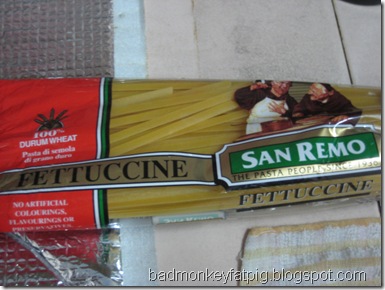 100%
DURUM WHEAT
Pasta di semola
di grano duro
FETTUCCINE
SAN REMO
THE PASTA PEOPLE SINCE 1936
FETTUCCINE
NO ARTIFICIAL
COLOURINGS,
FLAVOURINGS OR
PRESERVATIVES
badmonkeyfatpig.blogspot.com